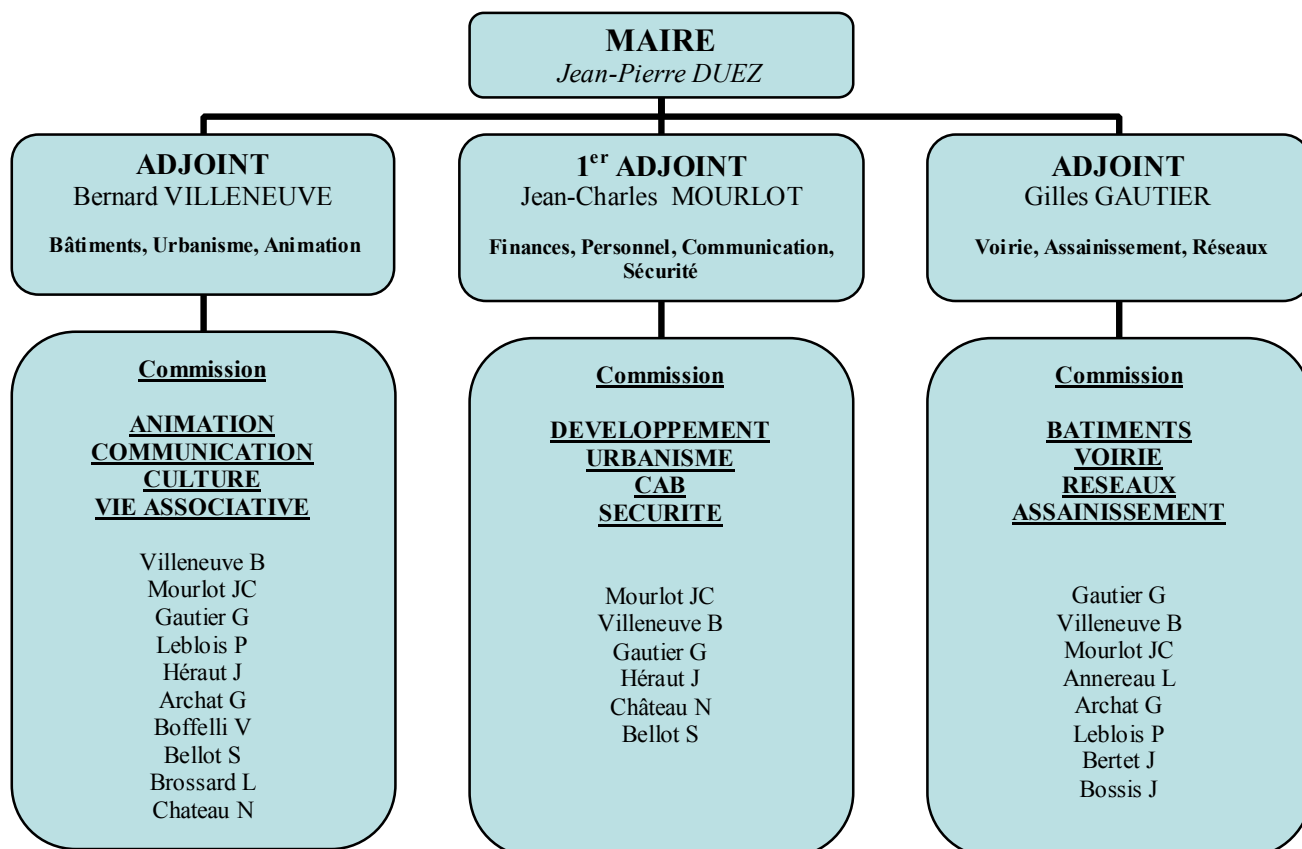 MAIRE
Jean-Pierre DUEZ
ADJOINT
Bernard VILLENEUVE
Bâtiments, Urbanisme, Animation
1er ADJOINT
Jean-Charles MOURLOT
Finances, Personnel, Communication,
Sécurité
ADJOINT
Gilles GAUTIER
Voirie, Assainissement, Réseaux
Commission
ANIMATION
COMMUNICATION
CULTURE
VIE ASSOCIATIVE
Villeneuve B
Mourlot JC
Gautier G
Leblois P
Héraut J
Archat G
Boffelli V
Bellot S
Brossard L
Chateau N
Commission
DEVELOPPEMENT
URBANISME
CAB
SECURITE
Mourlot JC
Villeneuve B
Gautier G
Héraut J
Château N
Bellot S
Commission
BATIMENTS
VOIRIE
RESEAUX
ASSAINISSEMENT
Gautier G
Villeneuve B
Mourlot JC
Annereau L
Archat G
Leblois P
Bertet J
Bossis J